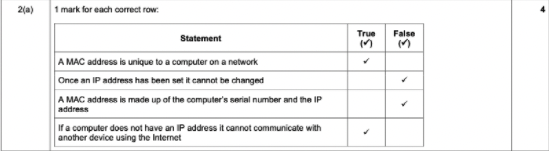 2(a) 1 mark for each correct row: 4
Statement True (✓) False (✓)
A MAC address is unique to a computer on a network ✓
Once an IP address has been set it cannot be changed ✓
A MAC address is made up of the computer's serial number and the IP
address ✓
If a computer does not have an IP address it cannot communicate with
another device using the Internet ✓